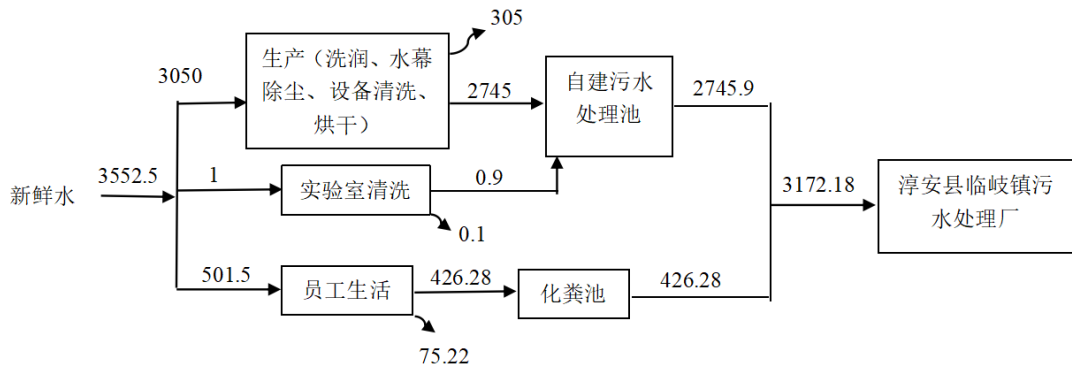 305
生产（洗润、水幕
除尘、设备清洗、
烘干）
3050
2745
自建污水
处理池
2745.9
新鲜水
3552.5
1
实验室清洗
0.9
0.1
3172.18
淳安县临岐镇污
水处理厂
501.5
员工生活
426.28
化粪池
426.28
75.22